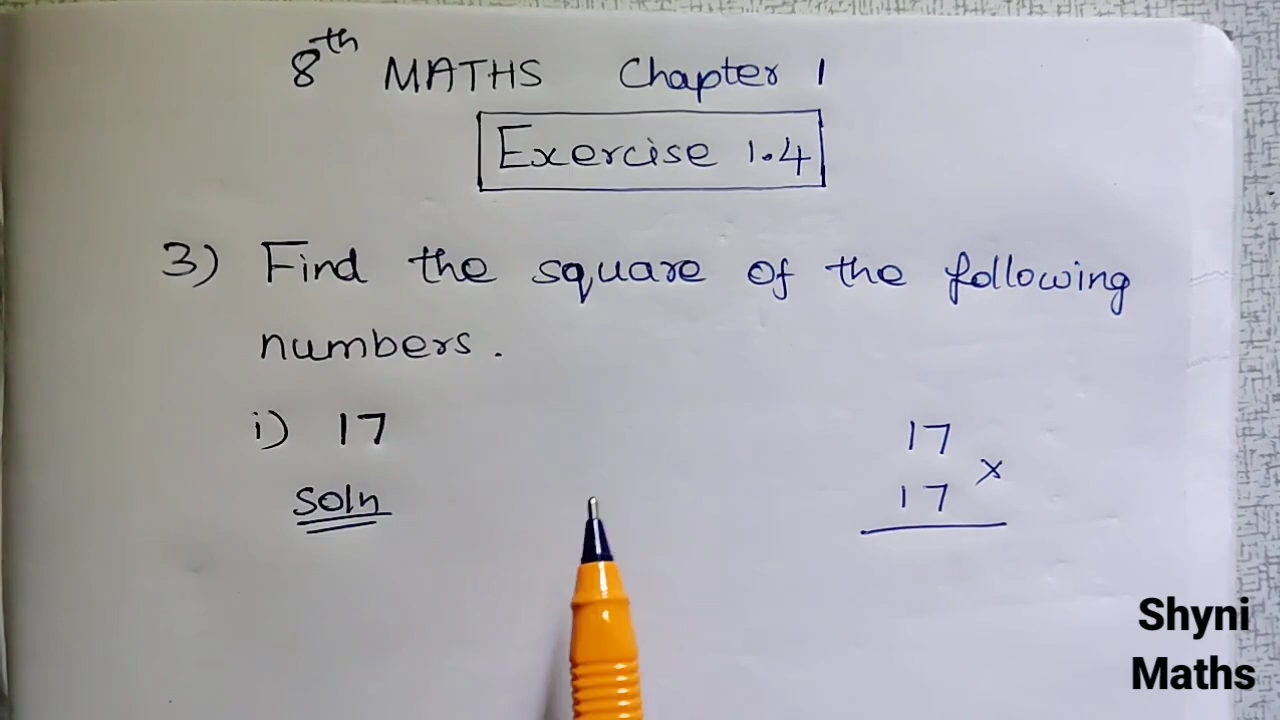 8th MATHS Chapter 1
Exercise 1.4
3) Find the square of the following
numbers.
i) 17
Soln
17
17 ×
Shyni
Maths